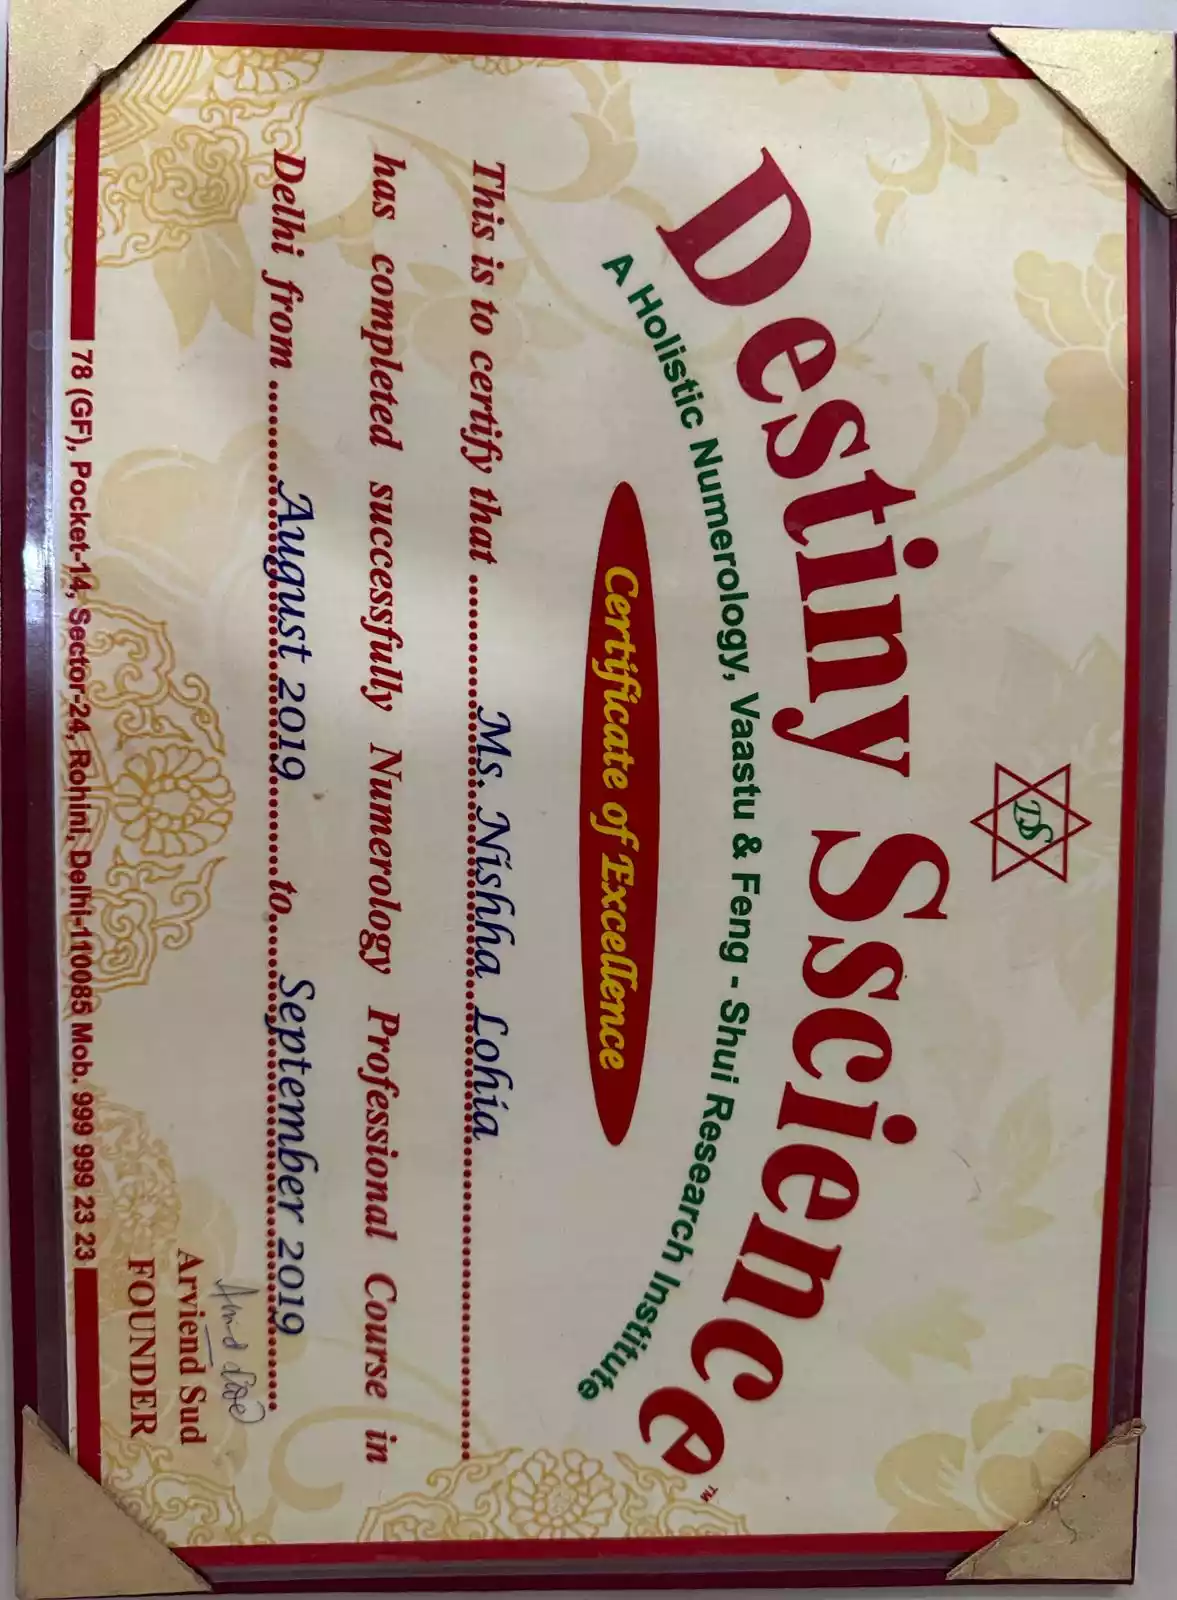 DS
Destiny Sscience™
A Holistic Numerology, Vaastu & Feng - Shui Research Institute
Certificate of Excellence
This is to certify that ..........Ms. Nishha Lohia..........
has completed successfully Numerology Professional Course in
Delhi from ..........August 2019..........to..........September 2019..........
Arviend Sud
FOUNDER
78 (GF), Pocket-14, Sector-24, Rohini, Delhi-110085 Mob. 999 999 23 23